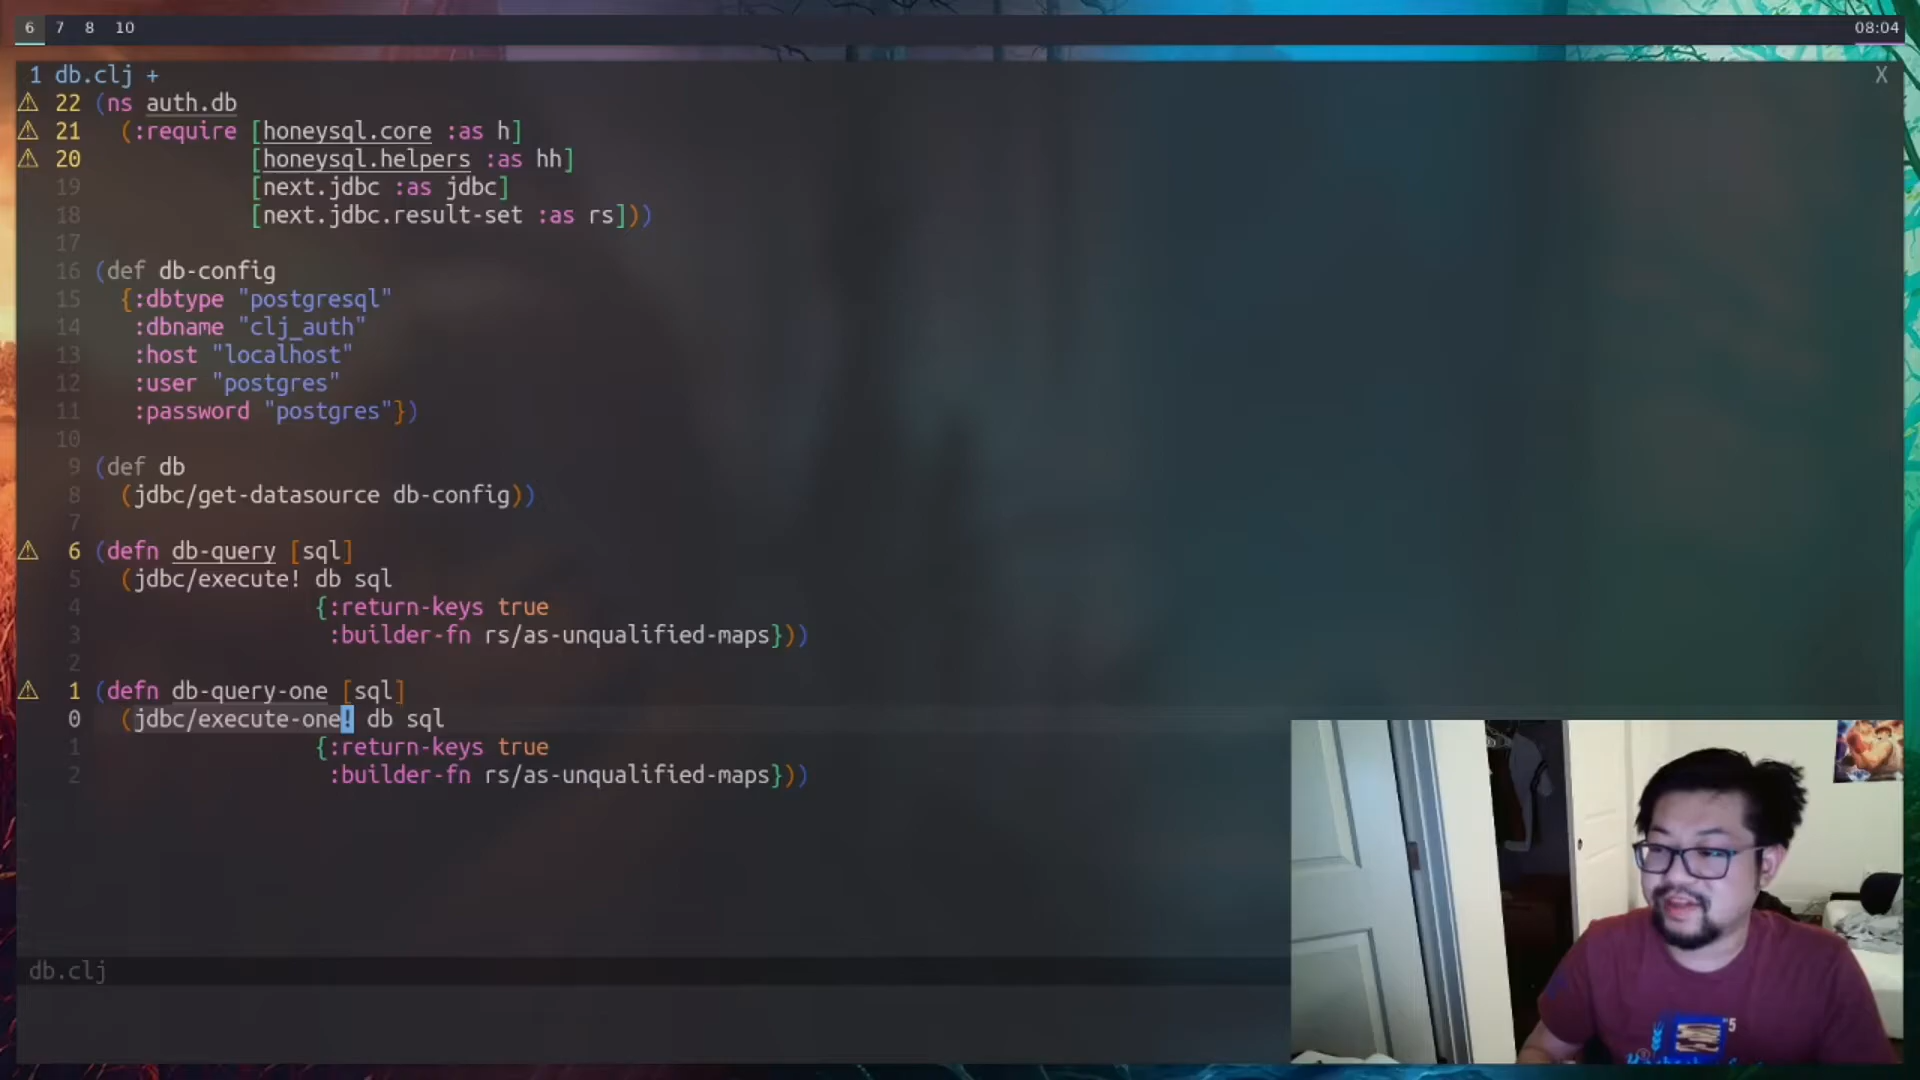 6 7 8 10 08:04
1 db.clj + X
⚠ 22 (ns auth.db
⚠ 21 (:require [honeysql.core :as h]
⚠ 20 [honeysql.helpers :as hh]
19 [next.jdbc :as jdbc]
18 [next.jdbc.result-set :as rs]))
17
16 (def db-config
15 {:dbtype "postgresql"
14 :dbname "clj_auth"
13 :host "localhost"
12 :user "postgres"
11 :password "postgres"})
10
9 (def db
8 (jdbc/get-datasource db-config))
7
⚠ 6 (defn db-query [sql]
5 (jdbc/execute! db sql
4 {:return-keys true
3 :builder-fn rs/as-unqualified-maps}))
2
⚠ 1 (defn db-query-one [sql]
0 (jdbc/execute-one! db sql
1 {:return-keys true
2 :builder-fn rs/as-unqualified-maps}))
db.clj